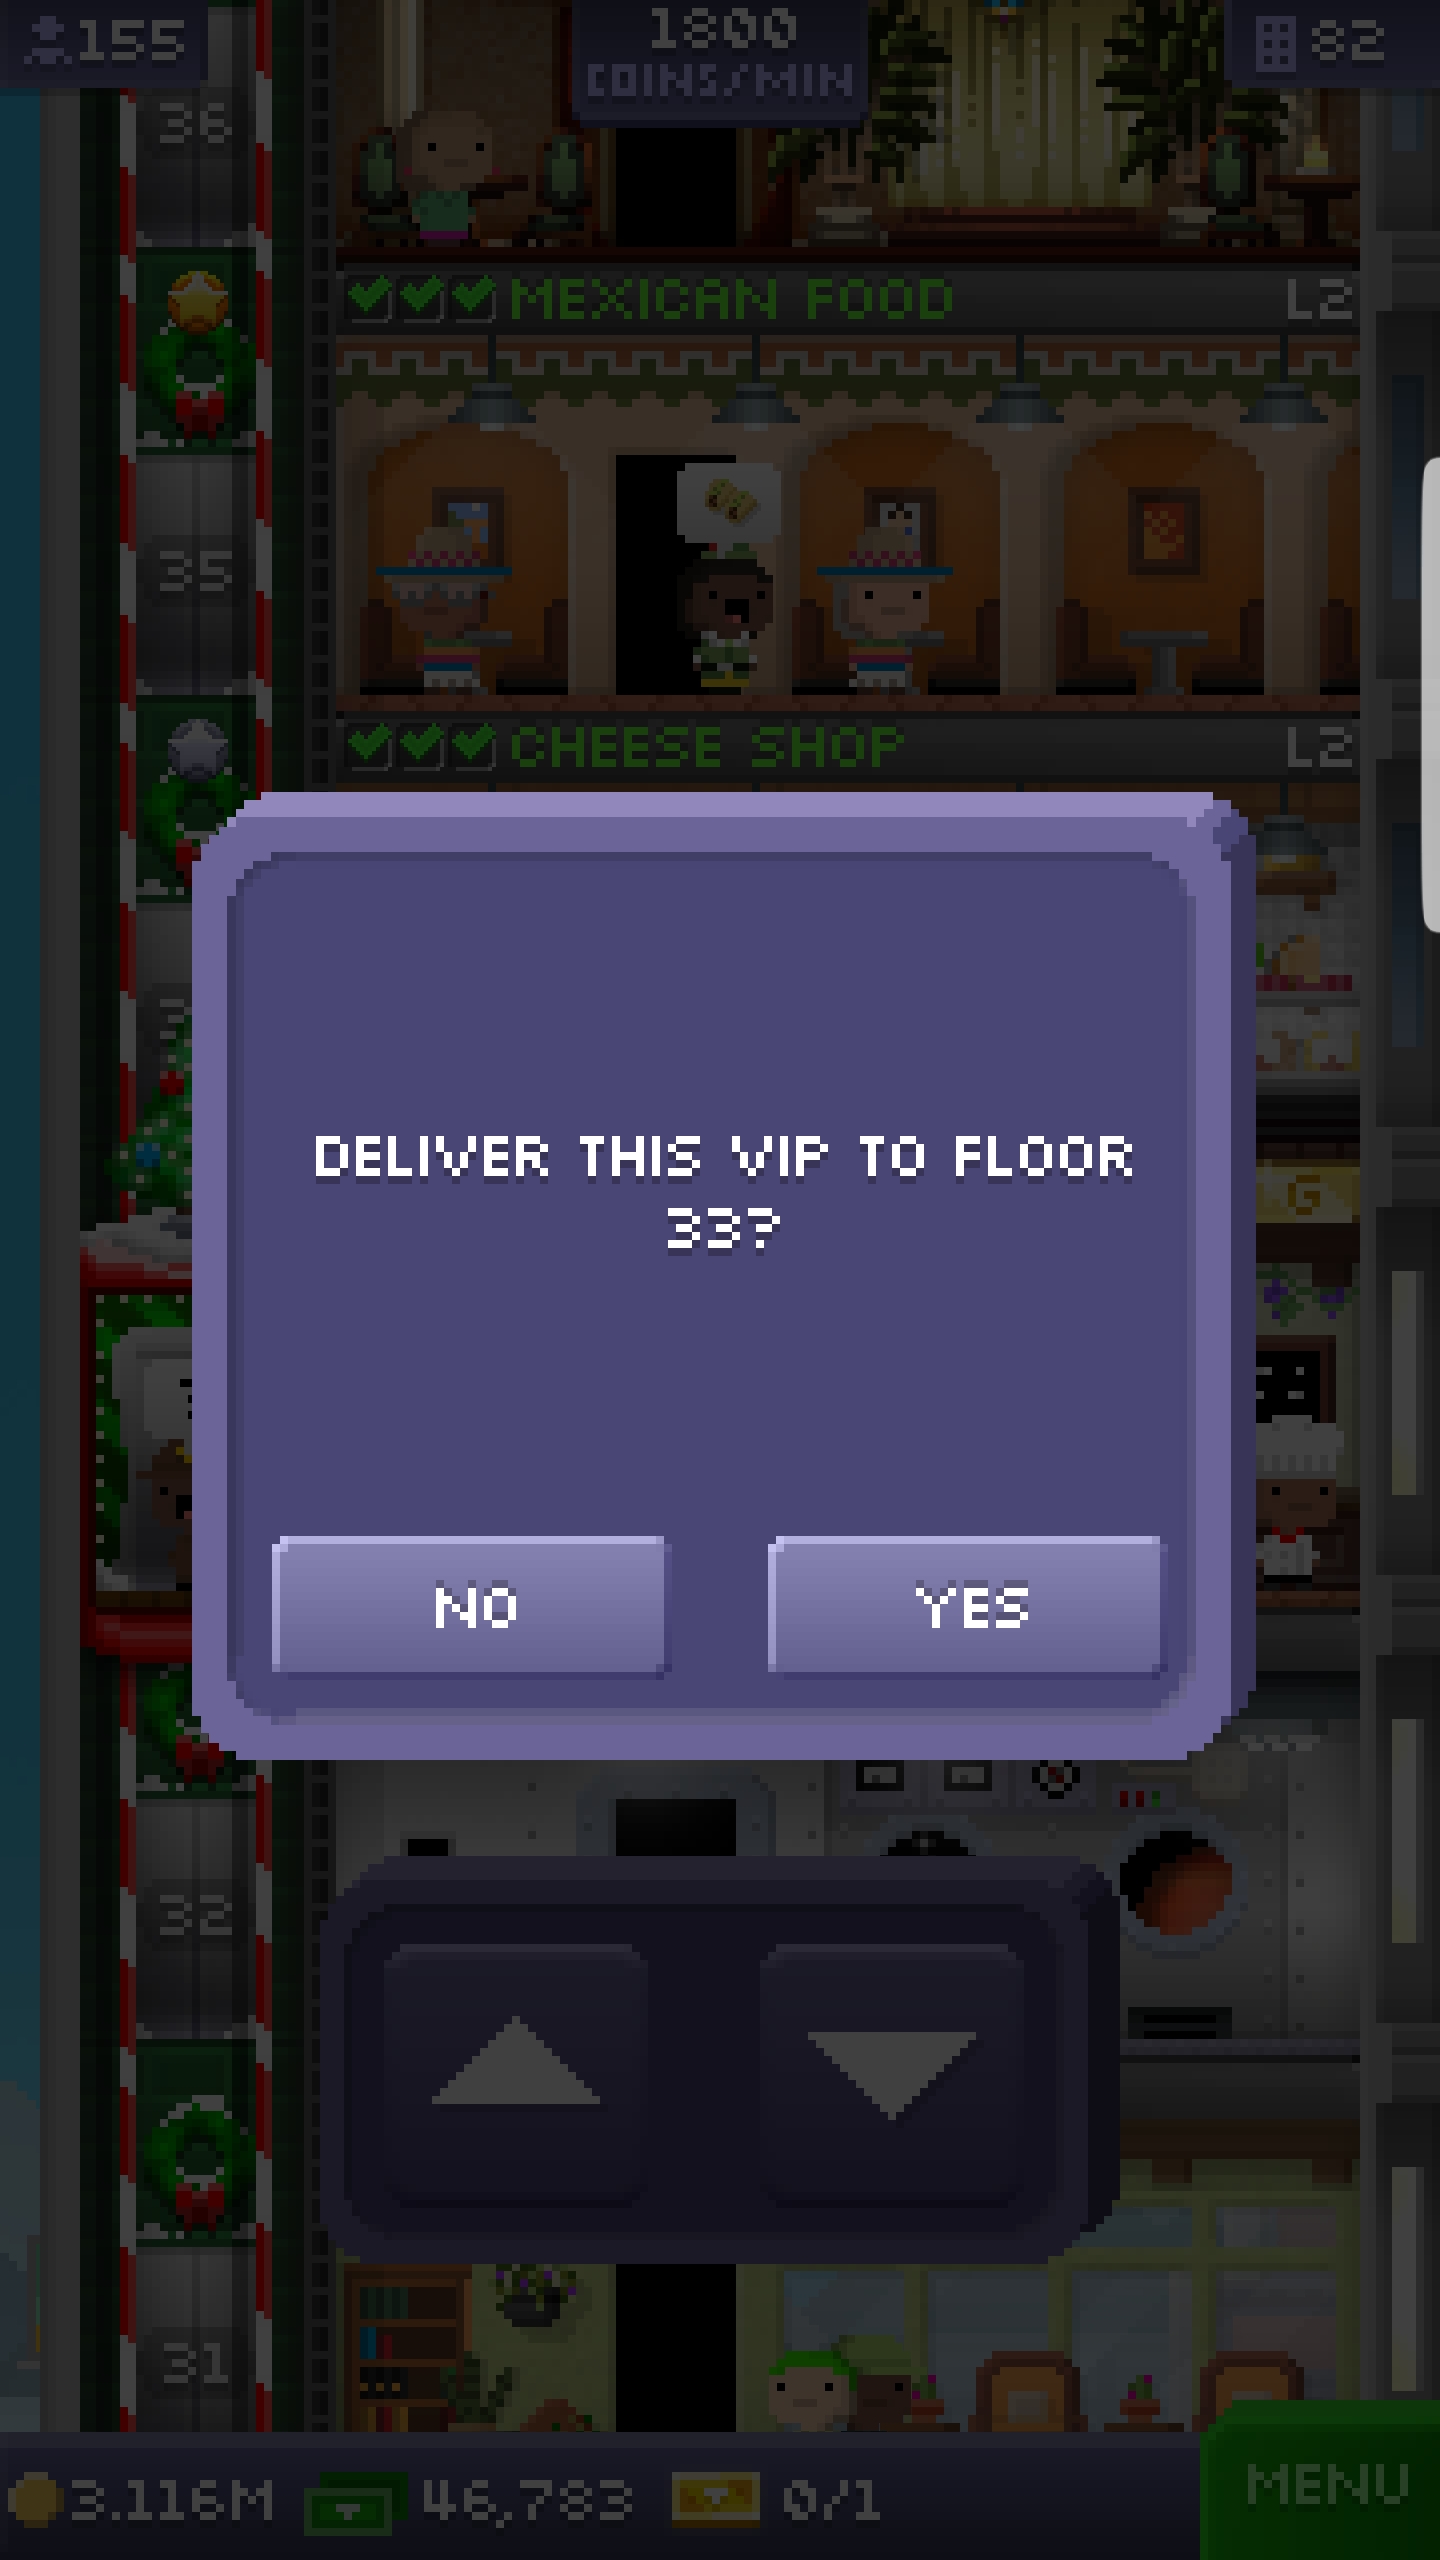 155
1800
COINS/MIN
82
36
MEXICAN FOOD
L2
35
CHEESE SHOP
L2
DELIVER THIS VIP TO FLOOR
33?
NO
YES
32
31
3.116M
46,783
0/1
MENU